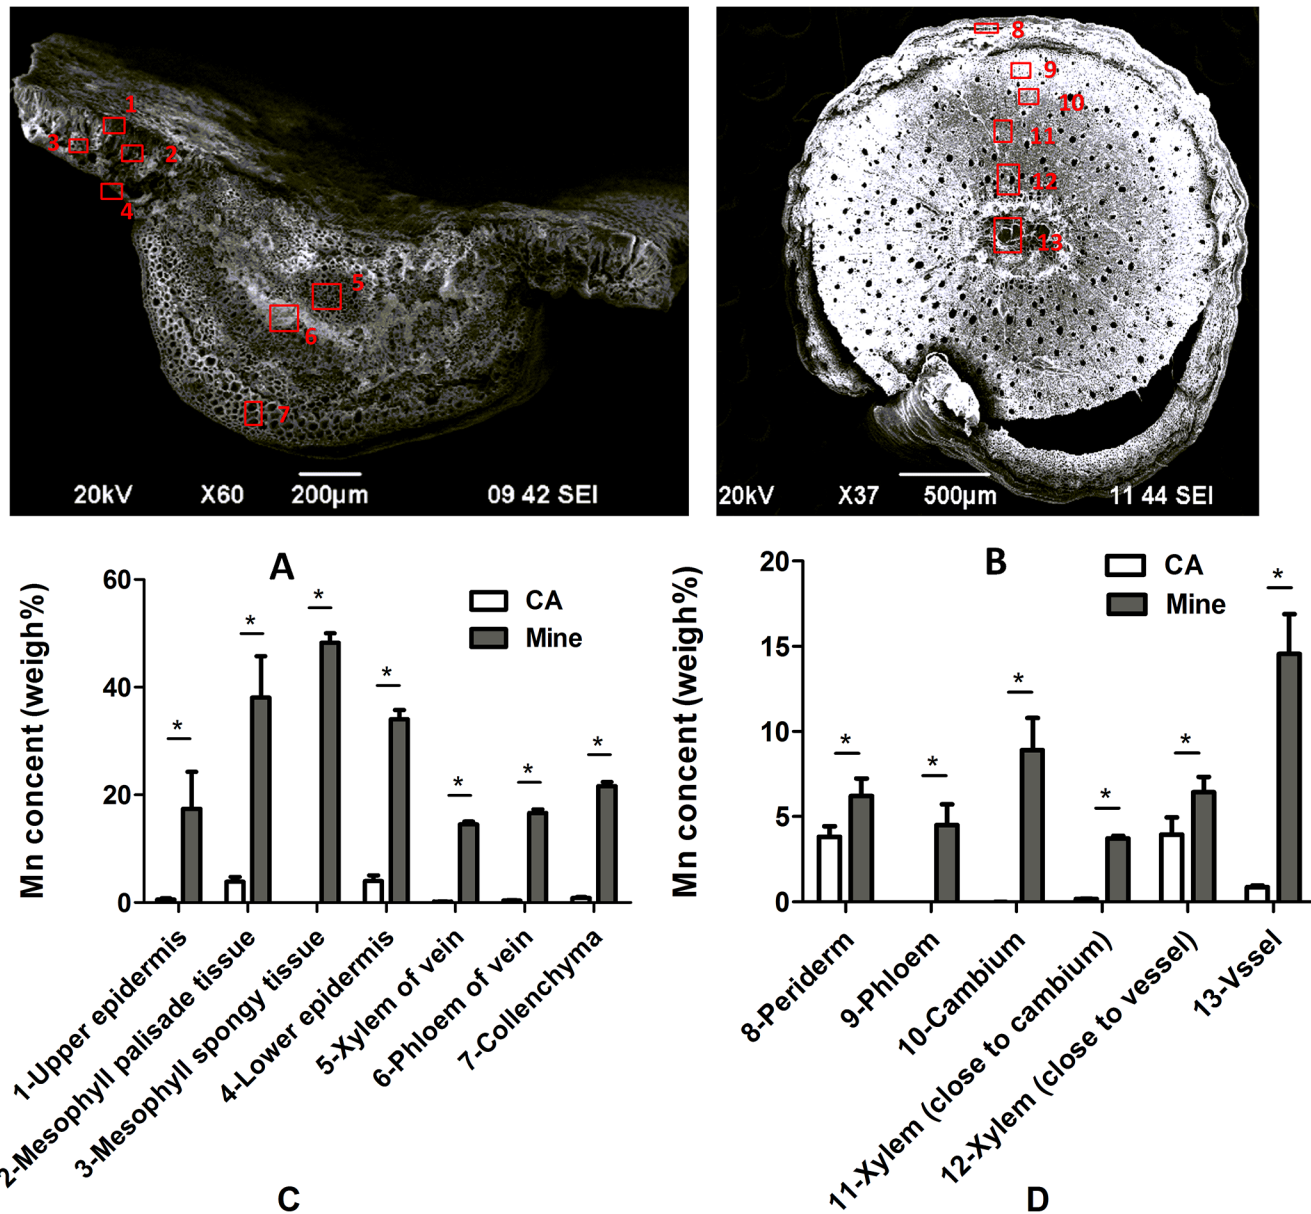 1
3
2
4
5
6
7
20kV X60 200µm 09 42 SEI
8
9
10
11
12
13
20kV X37 500µm 11 44 SEI
A
B
Mn concent (weigh%)
60
40
20
0
CA
Mine
*
*
*
*
*
*
*
1-Upper epidermis
2-Mesophyll palisade tissue
3-Mesophyll spongy tissue
4-Lower epidermis
5-Xylem of vein
6-Phloem of vein
7-Collenchyma
C
Mn concent (weigh%)
20
15
10
5
0
CA
Mine
*
*
*
*
*
*
8-Periderm
9-Phloem
10-Cambium
11-Xylem (close to cambium)
12-Xylem (close to vessel)
13-Vssel
D